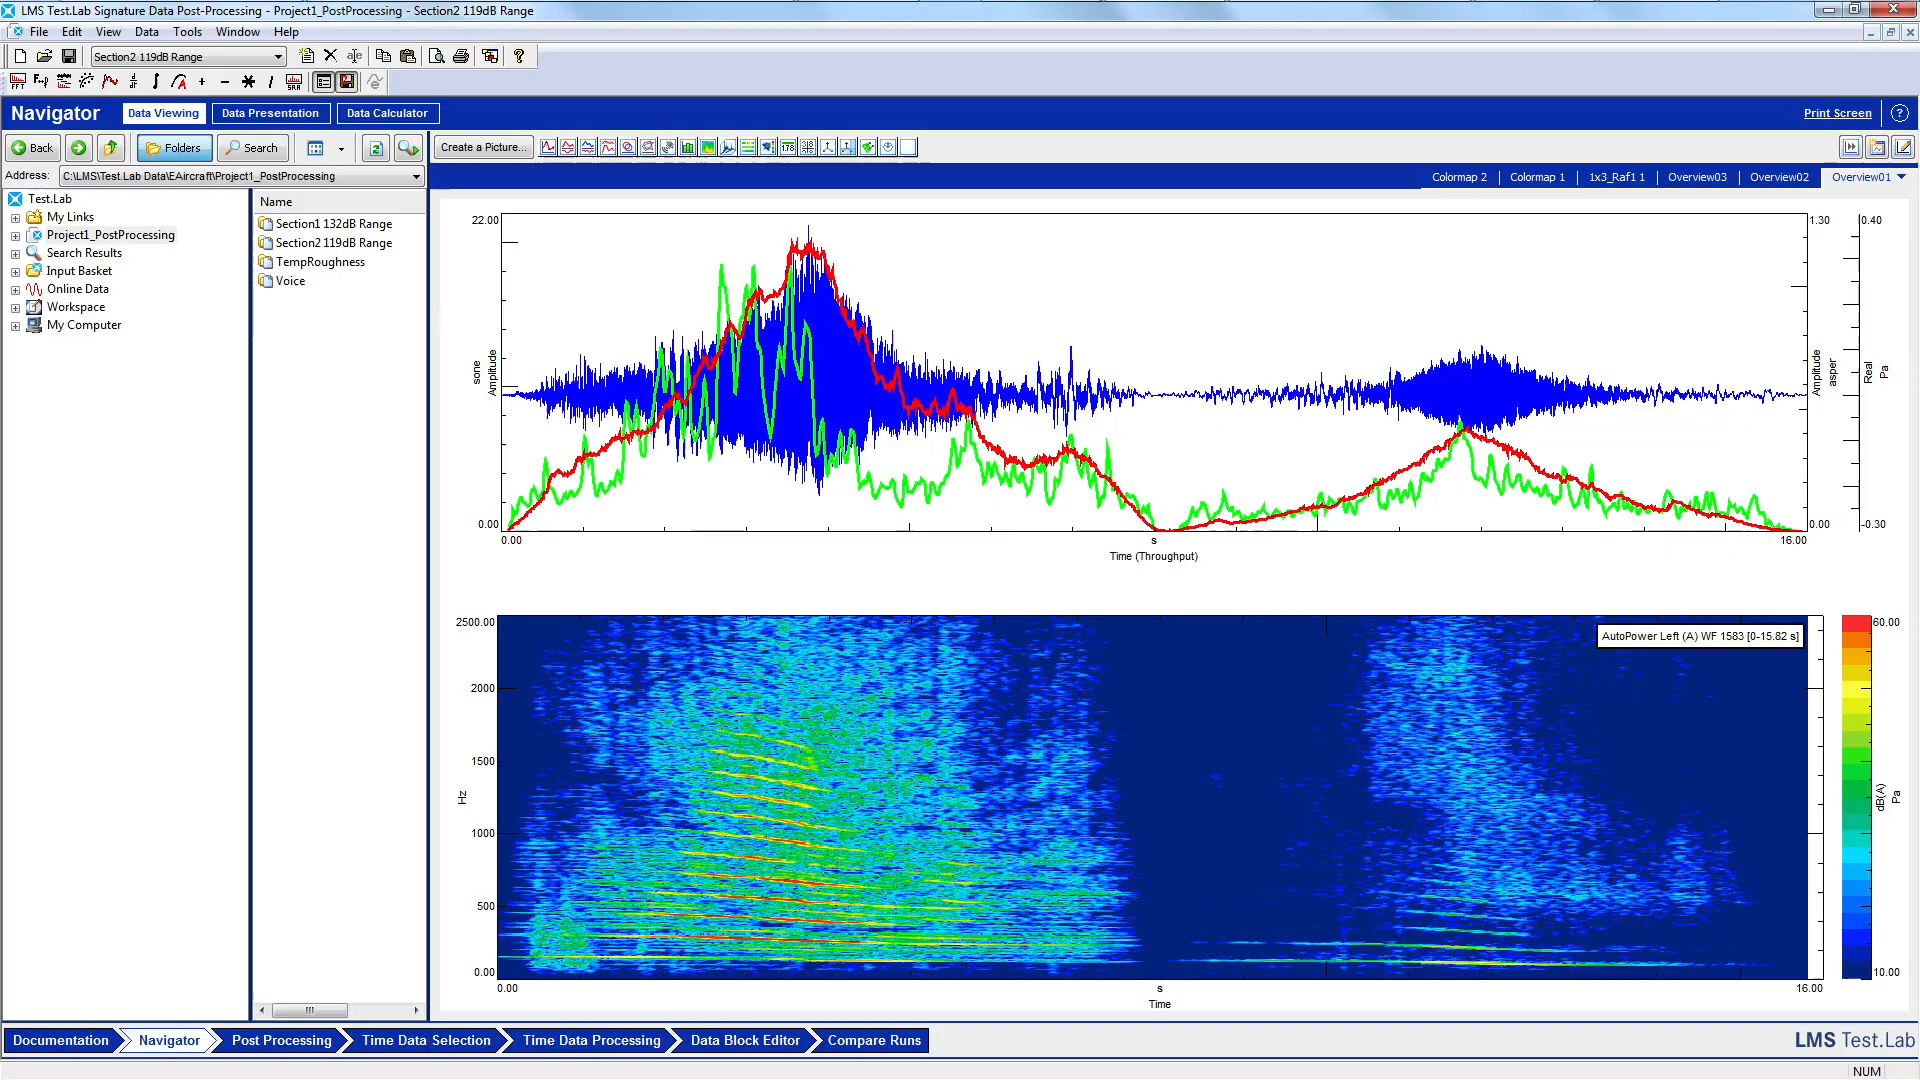 LMS Test.Lab Signature Data Post-Processing - Project1_PostProcessing - Section2 119dB Range
File Edit View Data Tools Window Help
Section2 119dB Range
Navigator Data Viewing Data Presentation Data Calculator Print Screen
Back Folders Search Create a Picture...
Address: C:\LMS\Test.Lab Data\EAircraft\Project1_PostProcessing
Colormap 2 Colormap 1 1x3_Raf1 1 Overview03 Overview02 Overview01
Test.Lab
My Links
Project1_PostProcessing
Search Results
Input Basket
Online Data
Workspace
My Computer
Name
Section1 132dB Range
Section2 119dB Range
TempRoughness
Voice
22.00 1.30 0.40
sone
Amplitude
Amplitude
asper
Real
Pa
0.00 0.00 -0.30
0.00 s 16.00
Time (Throughput)
2500.00 60.00
AutoPower Left (A) WF 1583 [0-15.82 s]
2000
1500
Hz
dB(A)
Pa
1000
500
0.00 10.00
0.00 s 16.00
Time
Documentation Navigator Post Processing Time Data Selection Time Data Processing Data Block Editor Compare Runs LMS Test.Lab
NUM